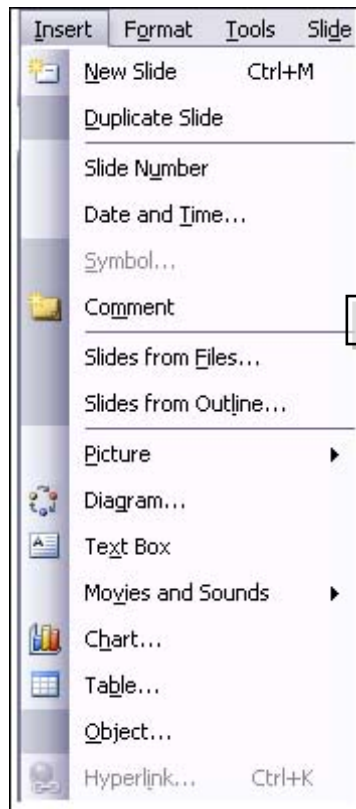 Insert Format Tools Slide
New Slide Ctrl+M
Duplicate Slide
Slide Number
Date and Time...
Symbol...
Comment
Slides from Files...
Slides from Outline...
Picture
Diagram...
Text Box
Movies and Sounds
Chart...
Table...
Object...
Hyperlink... Ctrl+K